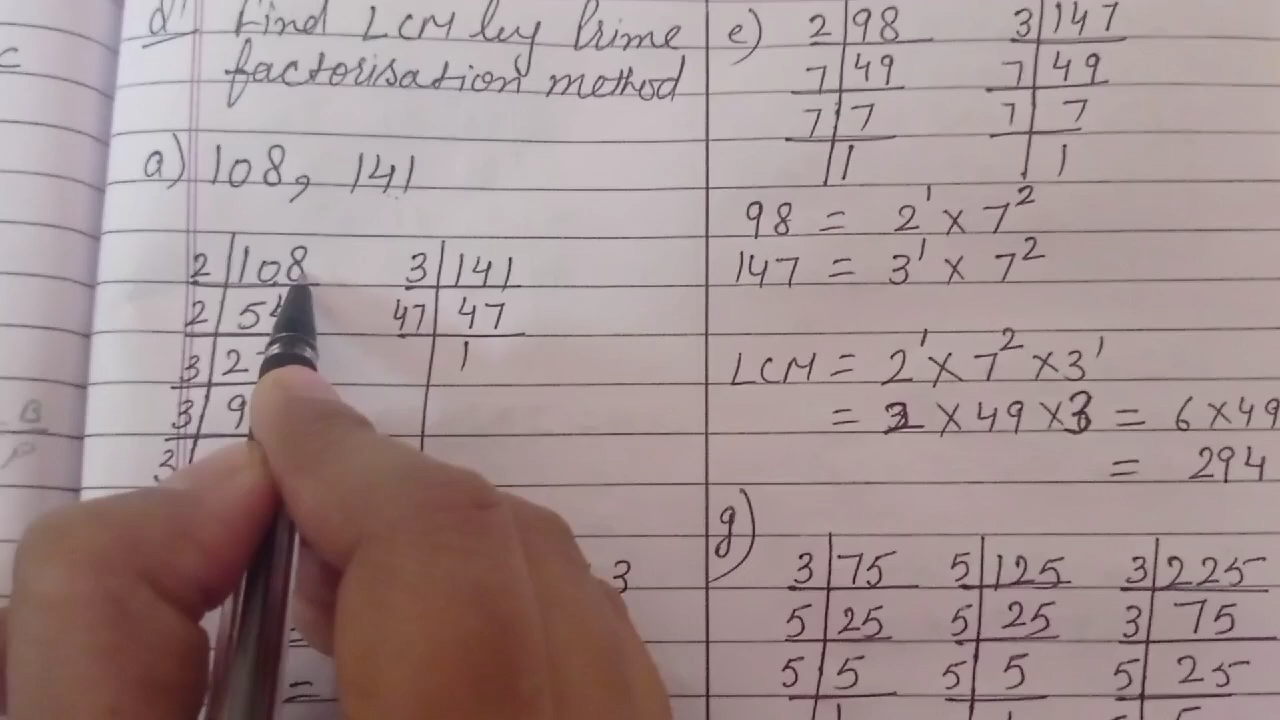 d) Find LCM by Prime
factorisation method
a) 108, 141
2 108 3 141
2 54 47 47
3 2 1
3 9
3
3
=
e) 2 98 3 147
7 49 7 49
7 7 7 7
1 1
98 = 2¹ × 7²
147 = 3¹ × 7²
LCM = 2¹ × 7² × 3¹
= 2 × 49 × 3 = 6 × 49
= 294
g)
3 75 5 125 3 225
5 25 5 25 3 75
5 5 5 5 5 25